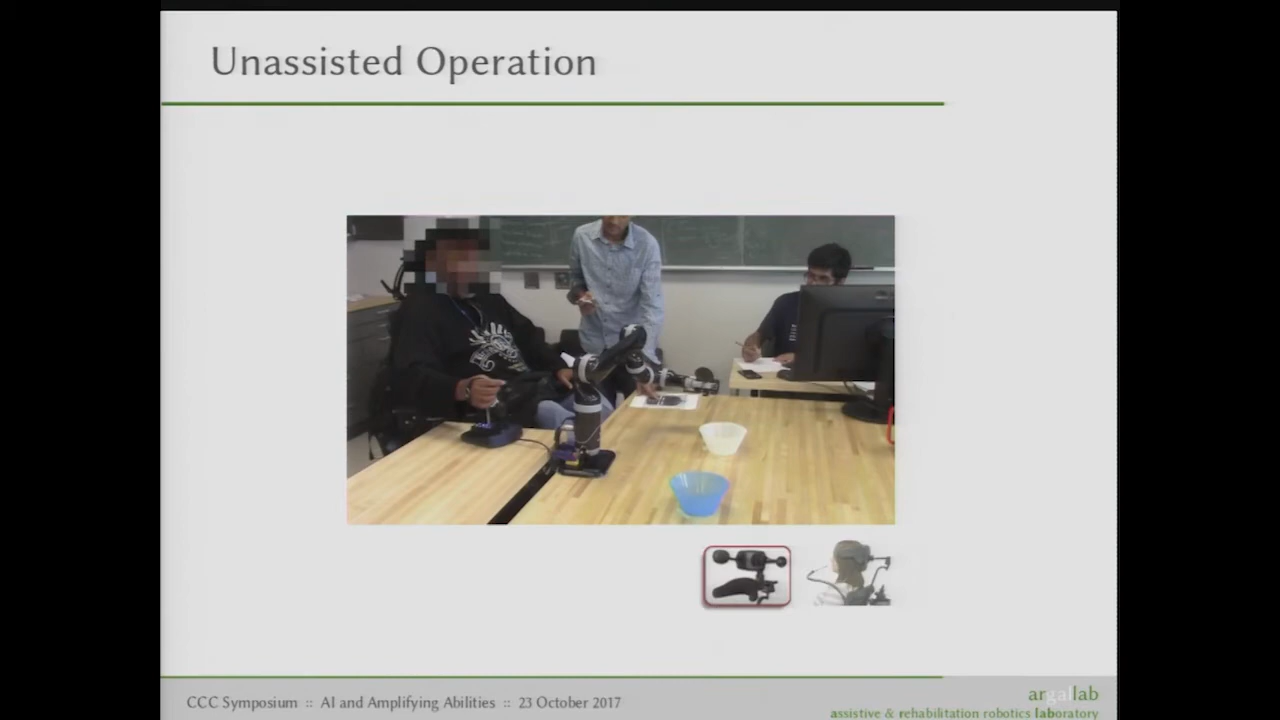 Unassisted Operation
CCC Symposium :: AI and Amplifying Abilities :: 23 October 2017
argallab
assistive & rehabilitation robotics laboratory